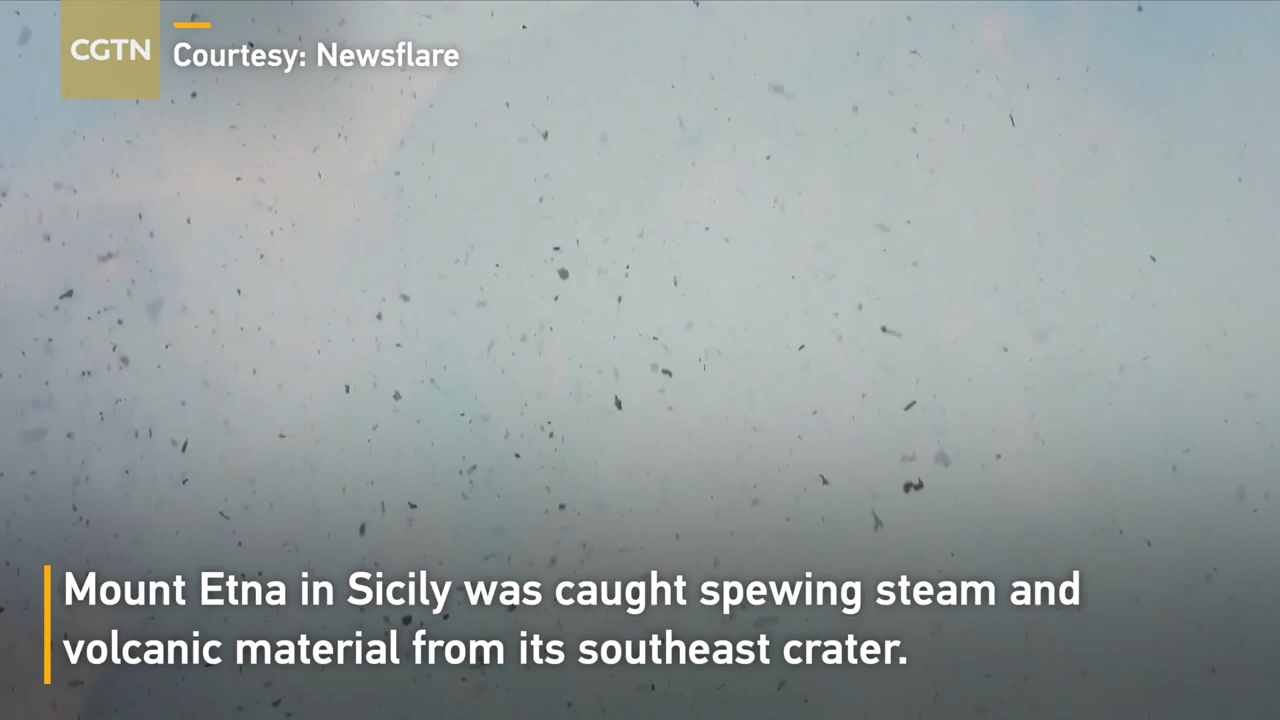 CGTN
Courtesy: Newsflare
Mount Etna in Sicily was caught spewing steam and
volcanic material from its southeast crater.